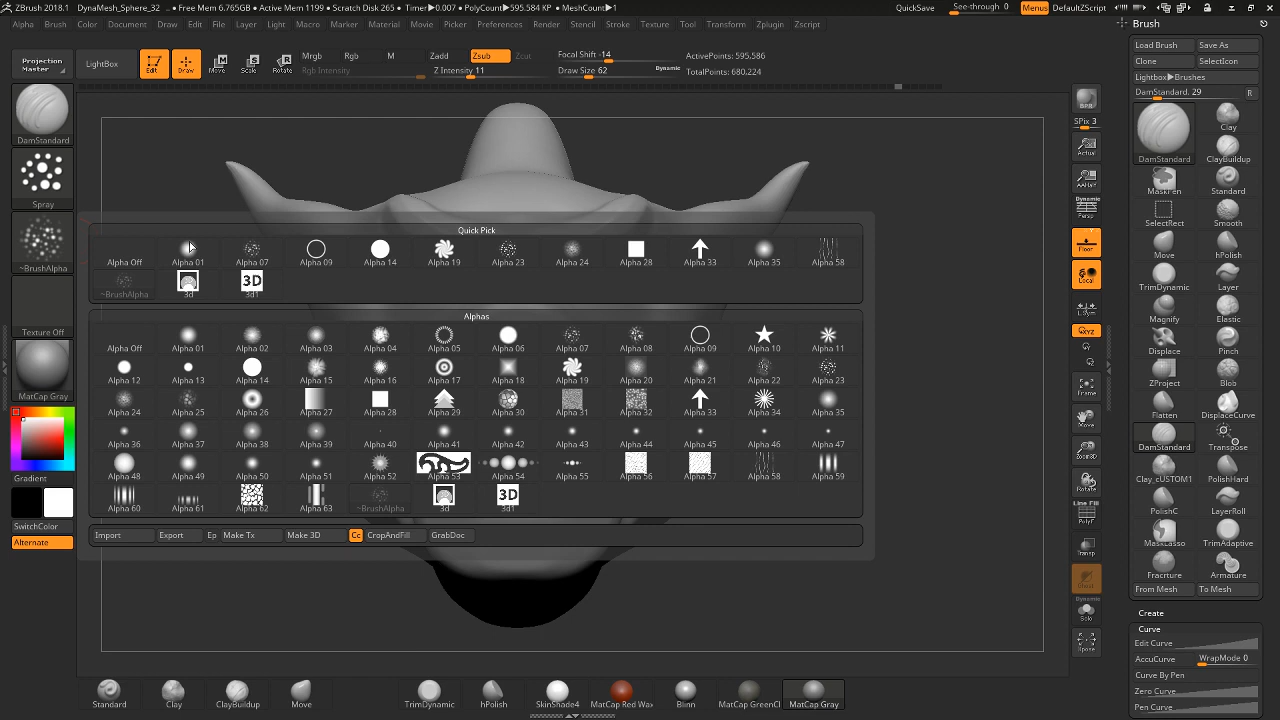 ZBrush 2018.1 DynaMesh_Sphere_32 .. • Free Mem 6.765GB • Active Mem 1199 • Scratch Disk 265 • Timer▶0.007 • PolyCount▶595.584 KP • MeshCount▶1 QuickSave See-through 0 Menus DefaultZScript
Alpha Brush Color Document Draw Edit File Layer Light Macro Marker Material Movie Picker Preferences Render Stencil Stroke Texture Tool Transform Zplugin Zscript
Projection Master
LightBox
Edit Draw Move Scale Rotate
Mrgb Rgb M Zadd Zsub Zcut
Rgb Intensity Z Intensity 11
Focal Shift -14
Draw Size 62 Dynamic
ActivePoints: 595,586
TotalPoints: 680,224
DamStandard
Spray
~BrushAlpha
Texture Off
MatCap Gray
Gradient
SwitchColor
Alternate
Quick Pick
Alpha Off Alpha 01 Alpha 07 Alpha 09 Alpha 14 Alpha 19 Alpha 23 Alpha 24 Alpha 28 Alpha 33 Alpha 35 Alpha 58
3D
~BrushAlpha 3d 3d1
Alphas
Alpha Off Alpha 01 Alpha 02 Alpha 03 Alpha 04 Alpha 05 Alpha 06 Alpha 07 Alpha 08 Alpha 09 Alpha 10 Alpha 11
Alpha 12 Alpha 13 Alpha 14 Alpha 15 Alpha 16 Alpha 17 Alpha 18 Alpha 19 Alpha 20 Alpha 21 Alpha 22 Alpha 23
Alpha 24 Alpha 25 Alpha 26 Alpha 27 Alpha 28 Alpha 29 Alpha 30 Alpha 31 Alpha 32 Alpha 33 Alpha 34 Alpha 35
Alpha 36 Alpha 37 Alpha 38 Alpha 39 Alpha 40 Alpha 41 Alpha 42 Alpha 43 Alpha 44 Alpha 45 Alpha 46 Alpha 47
Alpha 48 Alpha 49 Alpha 50 Alpha 51 Alpha 52 Alpha 53 Alpha 54 Alpha 55 Alpha 56 Alpha 57 Alpha 58 Alpha 59
3D
Alpha 60 Alpha 61 Alpha 62 Alpha 63 ~BrushAlpha 3d 3d1
Import Export Ep Make Tx Make 3D Cc CropAndFill GrabDoc
Standard Clay ClayBuildup Move TrimDynamic hPolish SkinShade4 MatCap Red Wax Blinn MatCap GreenCl MatCap Gray
BPR
SPix 3
Actual
AAHalf
Dynamic
Persp
Floor
Local
L.Sym
XYZ
Frame
Move
Zoom3D
Rotate
Line Fill
PolyF
Transp
Ghost
Dynamic
Solo
Xpose
Brush
Load Brush Save As
Clone SelectIcon
Lightbox▶Brushes
DamStandard. 29 R
DamStandard Clay
ClayBuildup
MaskPen Standard
SelectRect Smooth
Move hPolish
TrimDynamic Layer
Magnify Elastic
Displace Pinch
ZProject Blob
Flatten DisplaceCurve
DamStandard Transpose
Clay_cUSTOM1 PolishHard
PolishC LayerRoll
MaskLasso TrimAdaptive
Fracrture Armature
From Mesh To Mesh
Create
Curve
Edit Curve
AccuCurve WrapMode 0
Curve By Pen
Zero Curve
Pen Curve